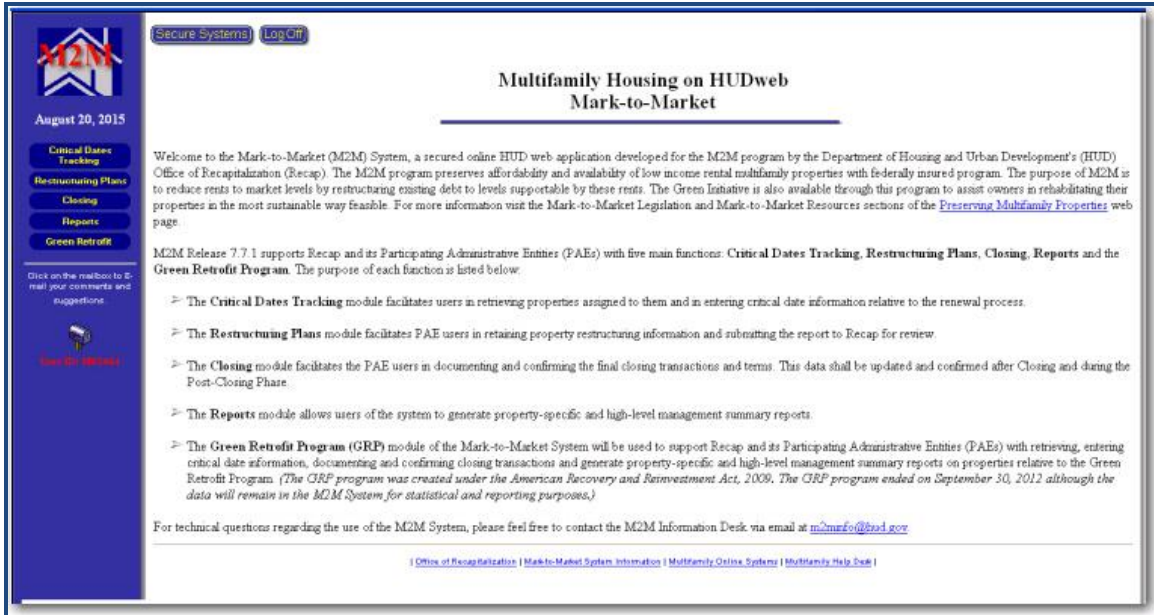 Secure Systems Log Off
M2M
August 20, 2015
Critical Dates
Tracking
Restructuring Plans
Closing
Reports
Green Retrofit
Click on the mailbox to E-
mail your comments and
suggestions.
Multifamily Housing on HUDweb
Mark-to-Market
Welcome to the Mark-to-Market (M2M) System, a secured online HUD web application developed for the M2M program by the Department of Housing and Urban Development's (HUD)
Office of Recapitalization (Recap). The M2M program preserves affordability and availability of low income rental multifamily properties with federally insured program. The purpose of M2M is
to reduce rents to market levels by restructuring existing debt to levels supportable by these rents. The Green Initiative is also available through this program to assist owners in rehabilitating their
properties in the most sustainable way feasible. For more information visit the Mark-to-Market Legislation and Mark-to-Market Resources sections of the Preserving Multifamily Properties web
page.
M2M Release 7.7.1 supports Recap and its Participating Administrative Entities (PAEs) with five main functions: Critical Dates Tracking, Restructuring Plans, Closing, Reports and the
Green Retrofit Program. The purpose of each function is listed below:
➢ The Critical Dates Tracking module facilitates users in retrieving properties assigned to them and in entering critical date information relative to the renewal process.
➢ The Restructuring Plans module facilitates PAE users in retaining property restructuring information and submitting the report to Recap for review.
➢ The Closing module facilitates the PAE users in documenting and confirming the final closing transactions and terms. This data shall be updated and confirmed after Closing and during the
Post-Closing Phase.
➢ The Reports module allows users of the system to generate property-specific and high-level management summary reports.
➢ The Green Retrofit Program (GRP) module of the Mark-to-Market System will be used to support Recap and its Participating Administrative Entities (PAEs) with retrieving, entering
critical date information, documenting and confirming closing transactions and generate property-specific and high-level management summary reports on properties relative to the Green
Retrofit Program. (The GRP program was created under the American Recovery and Reinvestment Act, 2009. The GRP program ended on September 30, 2012 although the
data will remain in the M2M System for statistical and reporting purposes.)
For technical questions regarding the use of the M2M System, please feel free to contact the M2M Information Desk via email at m2minfo@hud.gov.
| Office of Recapitalization | Mark-to-Market System Information | Multifamily Online Systems | Multifamily Help Desk |